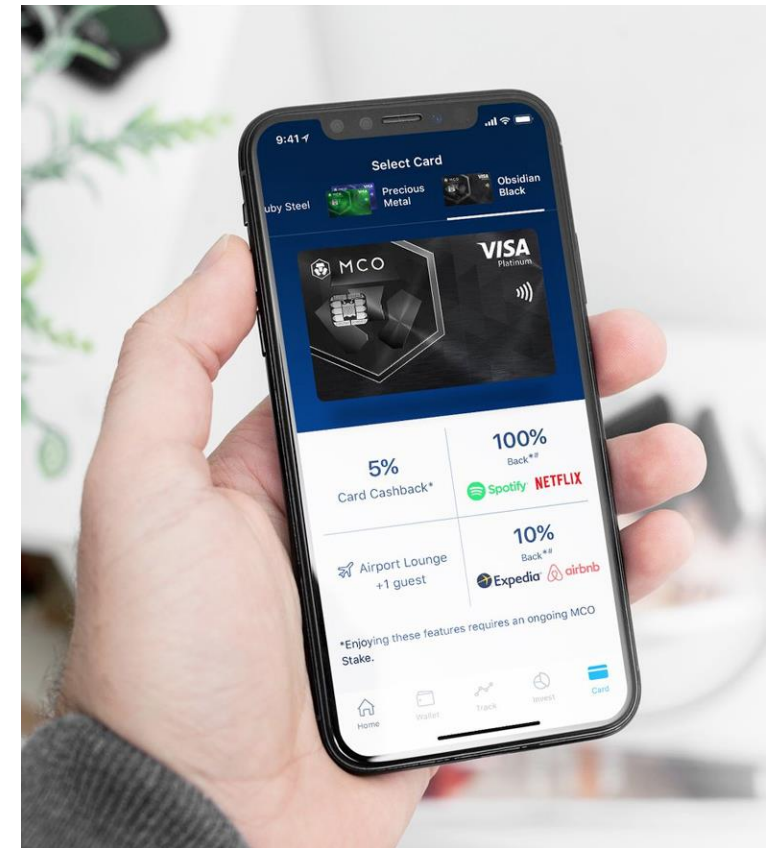 9:41
Select Card
uby Steel
Precious
Metal
Obsidian
Black
MCO
VISA
Platinum
5%
Card Cashback*
100%
Back*#
Spotify
NETFLIX
Airport Lounge
+1 guest
10%
Back*#
Expedia
airbnb
*Enjoying these features requires an ongoing MCO
Stake.
Home
Wallet
Track
Invest
Card